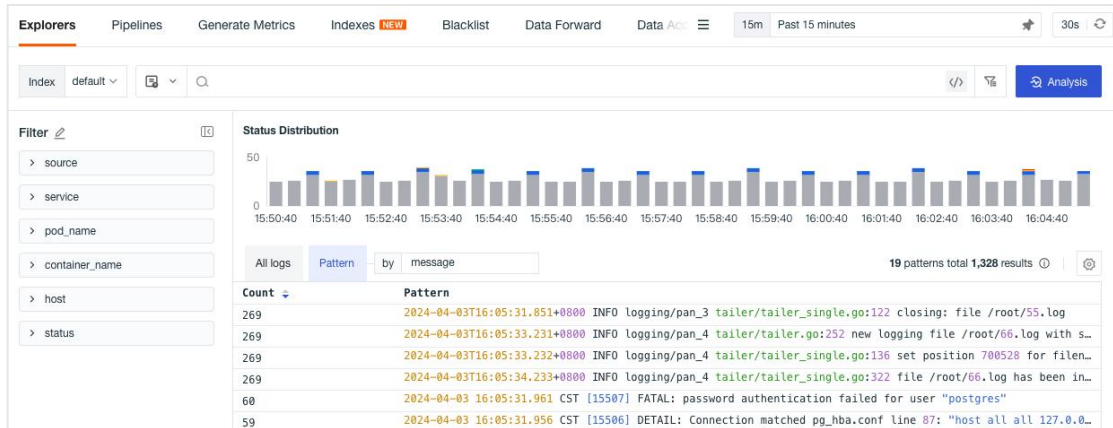 Explorers Pipelines Generate Metrics Indexes NEW Blacklist Data Forward Data 15m Past 15 minutes 30s
Index default Analysis
Filter
source
service
pod_name
container_name
host
status
Status Distribution
50
0
15:50:40 15:51:40 15:52:40 15:53:40 15:54:40 15:55:40 15:56:40 15:57:40 15:58:40 15:59:40 16:00:40 16:01:40 16:02:40 16:03:40 16:04:40
All logs Pattern by message 19 patterns total 1,328 results
Count Pattern
269 2024-04-03T16:05:31.851+0800 INFO logging/pan_3 tailer/tailer_single.go:122 closing: file /root/55.log
269 2024-04-03T16:05:33.231+0800 INFO logging/pan_4 tailer/tailer.go:252 new logging file /root/66.log with s…
269 2024-04-03T16:05:33.232+0800 INFO logging/pan_4 tailer/tailer_single.go:136 set position 700528 for filen…
269 2024-04-03T16:05:34.233+0800 INFO logging/pan_4 tailer/tailer_single.go:322 file /root/66.log has been in…
60 2024-04-03 16:05:31.961 CST [15507] FATAL: password authentication failed for user "postgres"
59 2024-04-03 16:05:31.956 CST [15506] DETAIL: Connection matched pg_hba.conf line 87: "host all all 127.0.0…